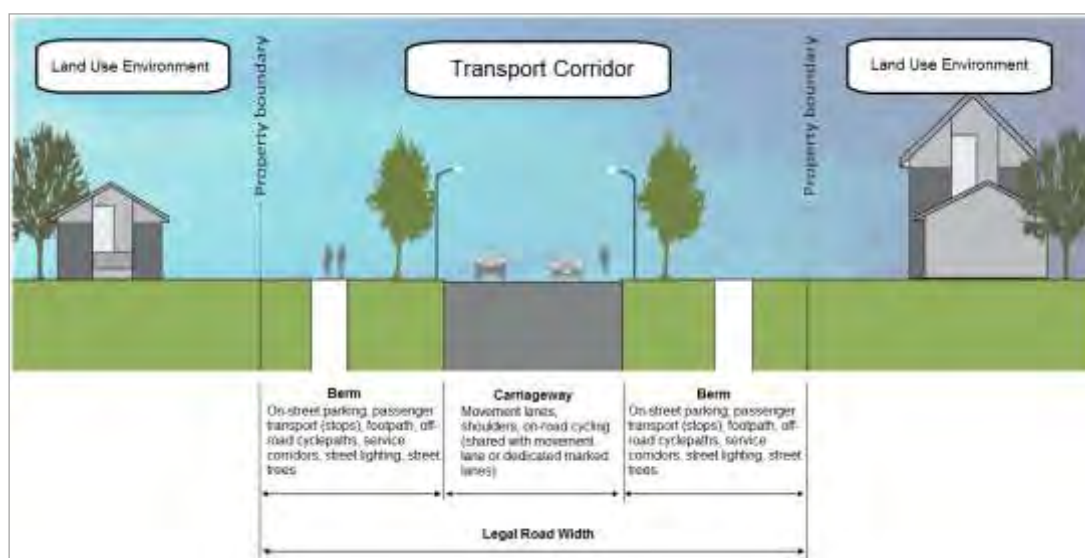 Land Use Environment
Transport Corridor
Land Use Environment
Property boundary
Property boundary
Berm
On-street parking, passenger
transport (stops), footpath, off-
road cyclepaths, service
corridors, street lighting, street
trees
Carriageway
Movement lanes,
shoulders, on-road cycling
(shared with movement
lane or dedicated marked
lanes)
Berm
On-street parking, passenger
transport (stops), footpath, off-
road cyclepaths, service
corridors, street lighting, street
trees
Legal Road Width